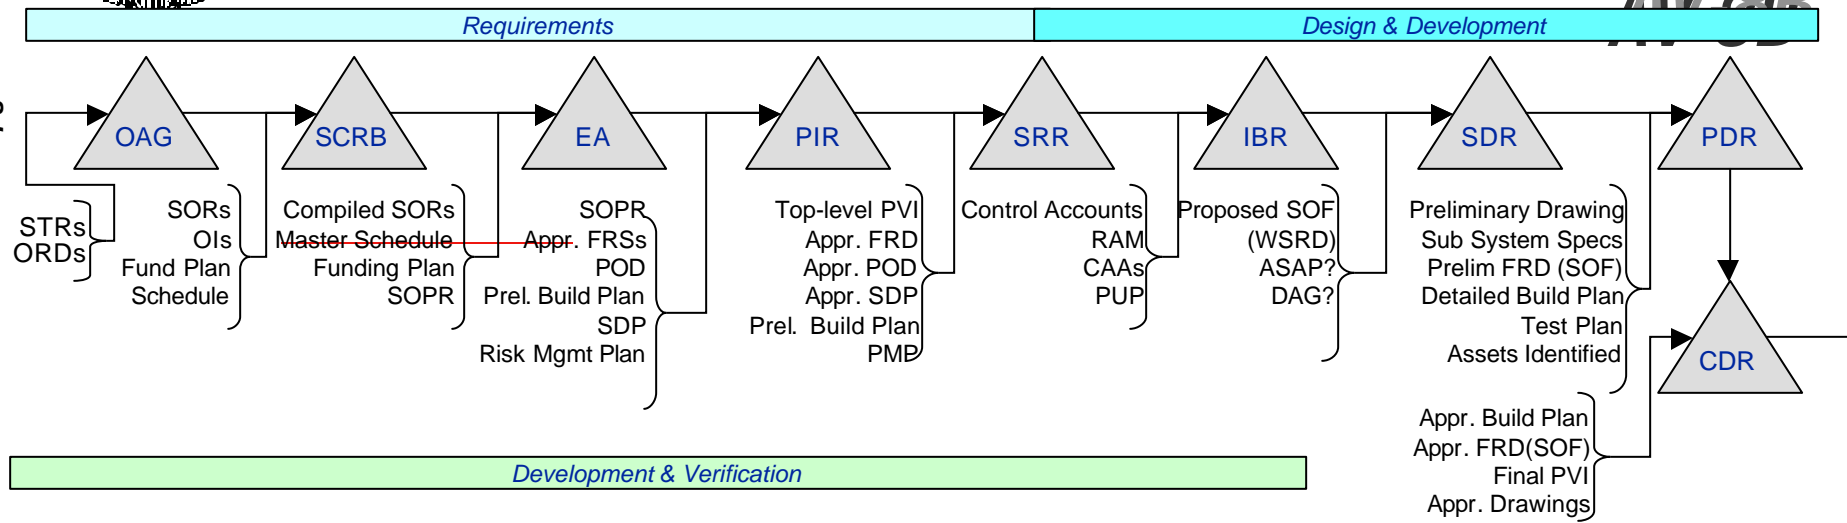 Requirements
Design & Development
OAG
SCRB
EA
PIR
SRR
IBR
SDR
PDR
STRs
ORDs
SORs
OIs
Fund Plan
Schedule
Compiled SORs
Master Schedule
Funding Plan
SOPR
SOPR
Appr. FRSs
POD
Prel. Build Plan
SDP
Risk Mgmt Plan
Top-level PVI
Appr. FRD
Appr. POD
Appr. SDP
Prel. Build Plan
PMP
Control Accounts
RAM
CAAs
PUP
Proposed SOF
(WSRD)
ASAP?
DAG?
Preliminary Drawing
Sub System Specs
Prelim FRD (SOF)
Detailed Build Plan
Test Plan
Assets Identified
CDR
Appr. Build Plan
Appr. FRD(SOF)
Final PVI
Appr. Drawings
Development & Verification